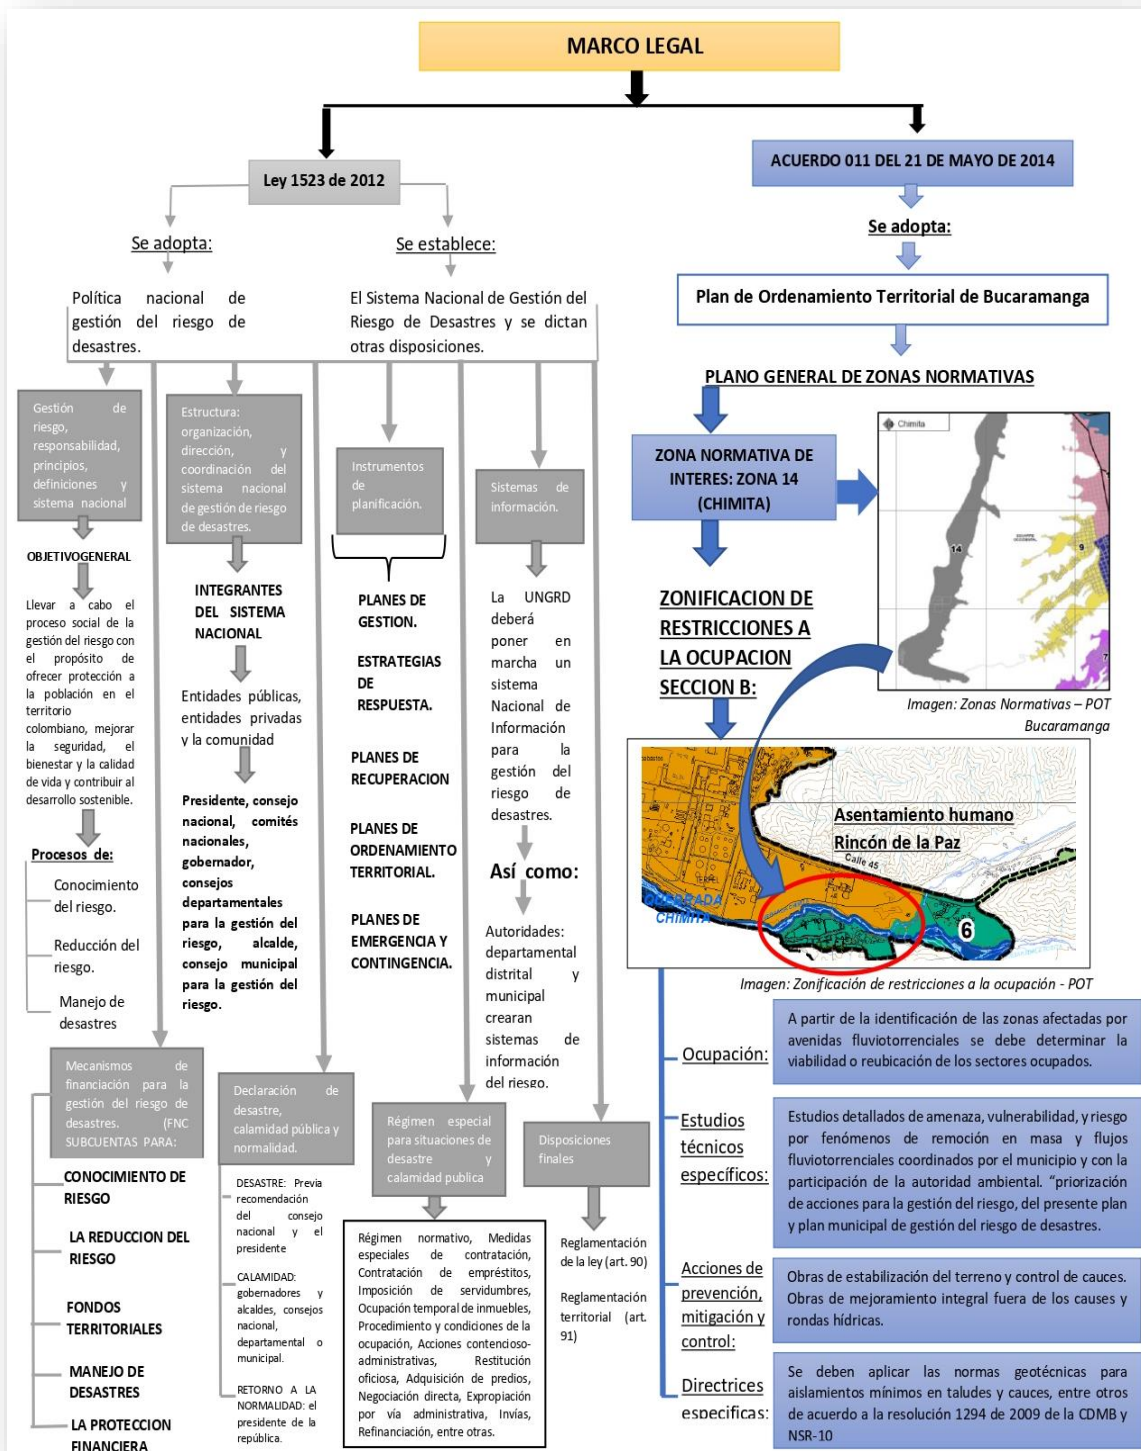 MARCO LEGAL
Ley 1523 de 2012
Se adopta:
Se establece:
Política nacional de
gestión del riesgo de
desastres.
El Sistema Nacional de Gestión del
Riesgo de Desastres y se dictan
otras disposiciones.
Gestión de
riesgo,
responsabilidad,
principios,
definiciones y
sistema nacional
OBJETIVOGENERAL
Llevar a cabo el
proceso social de la
gestión del riesgo con
el propósito de
ofrecer protección a
la población en el
territorio
colombiano, mejorar
la seguridad, el
bienestar y la calidad
de vida y contribuir al
desarrollo sostenible.
Procesos de:
Conocimiento
del riesgo.
Reducción del
riesgo.
Manejo de
desastres
Estructura:
organización,
dirección, y
coordinación del
sistema nacional
de gestión de riesgo
de desastres.
INTEGRANTES
DEL SISTEMA
NACIONAL
Entidades públicas,
entidades privadas
y la comunidad
Presidente, consejo
nacional, comités
nacionales,
gobernador,
consejos
departamentales
para la gestión del
riesgo, alcalde,
consejo municipal
para la gestión del
riesgo.
Instrumentos
de
planificación.
PLANES DE
GESTION.
ESTRATEGIAS
DE
RESPUESTA.
PLANES DE
RECUPERACION
PLANES DE
ORDENAMIENTO
TERRITORIAL.
PLANES DE
EMERGENCIA Y
CONTINGENCIA.
Sistemas de
información.
La UNGRD
deberá
poner en
marcha un
sistema
Nacional de
Información
para la
gestión del
riesgo de
desastres.
Así como:
Autoridades:
departamental
distrital y
municipal
crearan
sistemas de
información
del riesgo.
Mecanismos de
financiación para la
gestión del riesgo de
desastres. (FNC
SUBCUENTAS PARA:
CONOCIMIENTO DE
RIESGO
LA REDUCCION DEL
RIESGO
FONDOS
TERRITORIALES
MANEJO DE
DESASTRES
LA PROTECCION
FINANCIERA
Declaración de
desastre,
calamidad pública y
normalidad.
DESASTRE: Previa
recomendación
del consejo
nacional y el
presidente
CALAMIDAD:
gobernadores y
alcaldes, consejos
nacional,
departamental o
municipal.
RETORNO A LA
NORMALIDAD: el
presidente de la
república.
Régimen especial
para situaciones de
desastre y
calamidad publica
Régimen normativo, Medidas
especiales de contratación,
Contratación de empréstitos,
Imposición de servidumbres,
Ocupación temporal de inmuebles,
Procedimiento y condiciones de la
ocupación, Acciones contencioso-
administrativas, Restitución
oficiosa, Adquisición de predios,
Negociación directa, Expropiación
por vía administrativa, Invías,
Refinanciación, entre otras.
Disposiciones
finales
Reglamentación
de la ley (art. 90)
Reglamentación
territorial (art.
91)
ACUERDO 011 DEL 21 DE MAYO DE 2014
Se adopta:
Plan de Ordenamiento Territorial de Bucaramanga
PLANO GENERAL DE ZONAS NORMATIVAS
ZONA NORMATIVA DE
INTERES: ZONA 14
(CHIMITA)
Chimita
14
9
7
Imagen: Zonas Normativas – POT
Bucaramanga
ZONIFICACION DE
RESTRICCIONES A
LA OCUPACION
SECCION B:
Asentamiento humano
Rincón de la Paz
Calle 45
TERPEL
QUEBRADA
CHIMITA
6
Imagen: Zonificación de restricciones a la ocupación - POT
Ocupación:
A partir de la identificación de las zonas afectadas por
avenidas fluviotorrenciales se debe determinar la
viabilidad o reubicación de los sectores ocupados.
Estudios
técnicos
específicos:
Estudios detallados de amenaza, vulnerabilidad, y riesgo
por fenómenos de remoción en masa y flujos
fluviotorrenciales coordinados por el municipio y con la
participación de la autoridad ambiental. “priorización
de acciones para la gestión del riesgo, del presente plan
y plan municipal de gestión del riesgo de desastres.
Acciones de
prevención,
mitigación y
control:
Obras de estabilización del terreno y control de cauces.
Obras de mejoramiento integral fuera de los causes y
rondas hídricas.
Directrices
especificas:
Se deben aplicar las normas geotécnicas para
aislamientos mínimos en taludes y cauces, entre otros
de acuerdo a la resolución 1294 de 2009 de la CDMB y
NSR-10